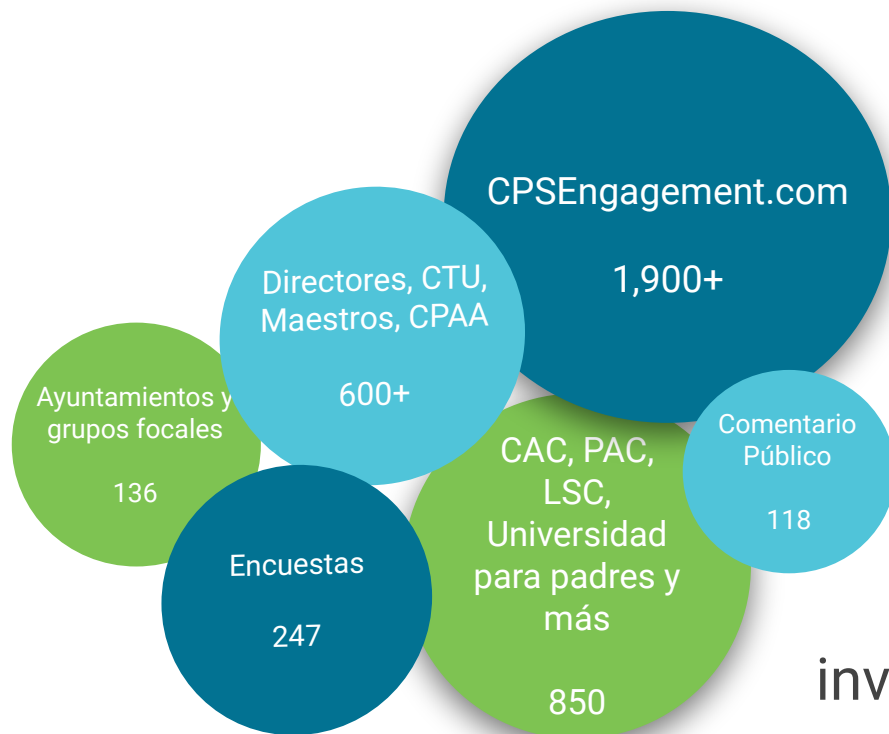 CPSEngagement.com
1,900+
Directores, CTU,
Maestros, CPAA
600+
Ayuntamientos y
grupos focales
136
Comentario
Público
118
CAC, PAC,
LSC,
Universidad
para padres y
más
850
Encuestas
247
inv